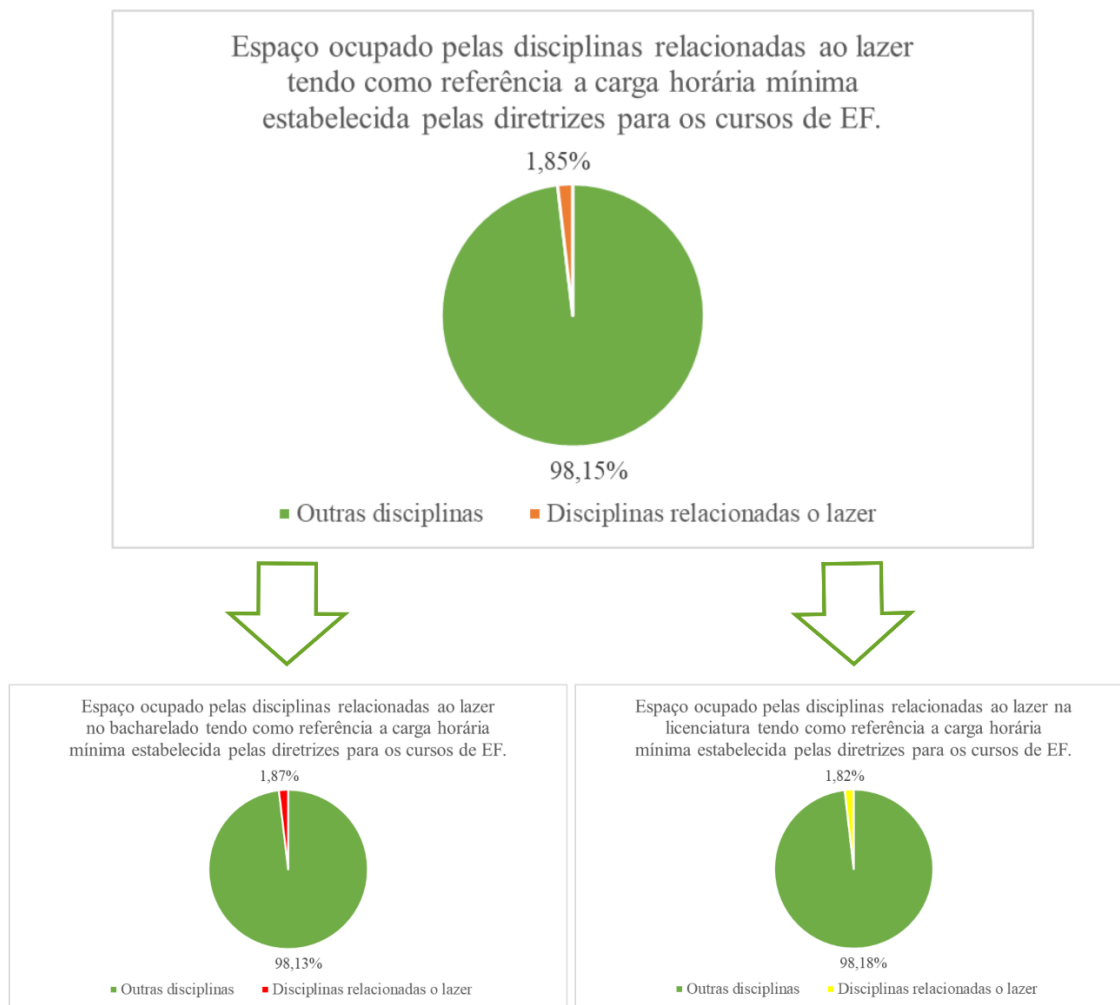 Espaço ocupado pelas disciplinas relacionadas ao lazer
tendo como referência a carga horária mínima
estabelecida pelas diretrizes para os cursos de EF.
1,85%
98,15%
Outras disciplinas
Disciplinas relacionadas o lazer
Espaço ocupado pelas disciplinas relacionadas ao lazer
no bacharelado tendo como referência a carga horária
mínima estabelecida pelas diretrizes para os cursos de EF.
1,87%
98,13%
Outras disciplinas
Disciplinas relacionadas o lazer
Espaço ocupado pelas disciplinas relacionadas ao lazer na
licenciatura tendo como referência a carga horária
mínima estabelecida pelas diretrizes para os cursos de EF.
1,82%
98,18%
Outras disciplinas
Disciplinas relacionadas o lazer